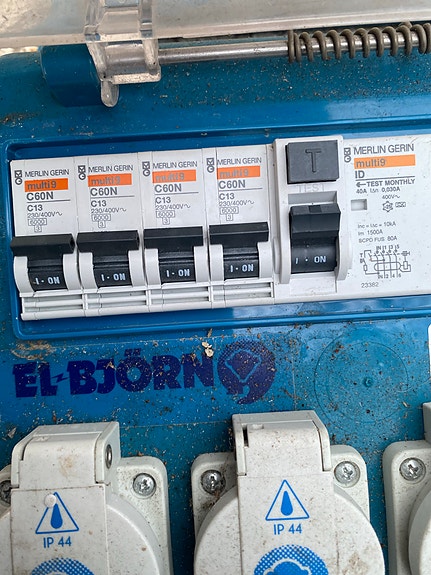 MERLIN GERIN
multi9
C60N
C13
230/400V~
6000
3
MERLIN GERIN
multi9
C60N
C13
230/400V~
6000
3
MERLIN GERIN
multi9
C60N
C13
230/400V~
6000
3
MERLIN GERIN
multi9
C60N
C13
230/400V~
6000
3
T
MERLIN GERIN
multi9
ID
TEST MONTHLY
40A IΔn 0,030A
400V~
I·ON
I·ON
I·ON
I·ON
I·ON
Inc = IΔc = 10kA
Im 1500A
SCPD FUS 80A
23382
EL-BJÖRN
IP 44
IP 44